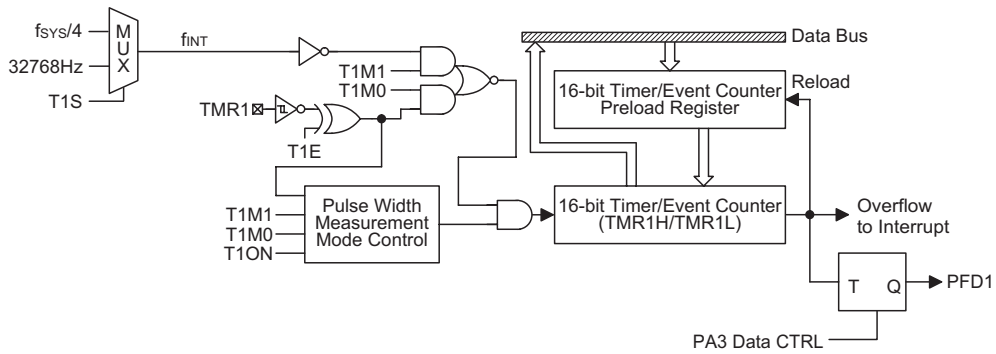 fSYS/4
MUX
fINT
32768Hz
T1S
T1M1
T1M0
TMR1
T1E
Data Bus
16-bit Timer/Event Counter
Preload Register
Reload
T1M1
T1M0
T1ON
Pulse Width
Measurement
Mode Control
16-bit Timer/Event Counter
(TMR1H/TMR1L)
Overflow
to Interrupt
T
Q
PFD1
PA3 Data CTRL